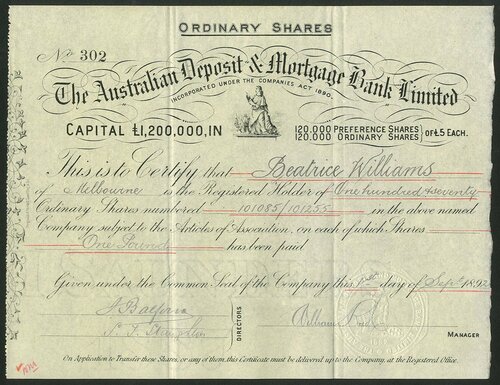 ORDINARY SHARES
No. 302
The Australian Deposit & Mortgage Bank Limited
INCORPORATED UNDER THE COMPANIES ACT 1890.
CAPITAL £1,200,000, IN
120.000 PREFERENCE SHARES
120.000 ORDINARY SHARES
OF £5 EACH.
This is to Certify that Beatrice Williams
of Melbourne is the Registered Holder of One hundred & seventy
Ordinary Shares numbered 101085/101255 in the above named
Company subject to the Articles of Association, on each of which Shares
One Pound has been paid
Given under the Common Seal of the Company this day of Sept. 1892
J Balfour
DIRECTORS
William
MANAGER
On Application to Transfer these Shares, or any of them, this Certificate must be delivered up to the Company, at the Registered Office.